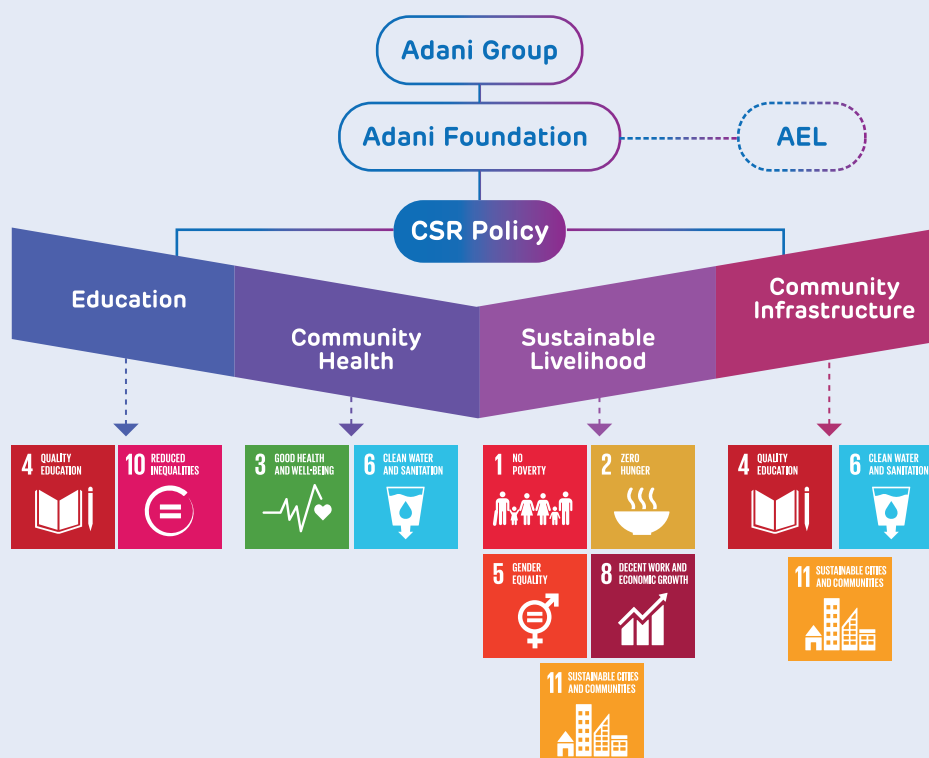 Adani Group
Adani Foundation
AEL
CSR Policy
Education
Community
Health
Sustainable
Livelihood
Community
Infrastructure
4 QUALITY
EDUCATION
10 REDUCED
INEQUALITIES
3 GOOD HEALTH
AND WELL-BEING
6 CLEAN WATER
AND SANITATION
1 NO
POVERTY
2 ZERO
HUNGER
5 GENDER
EQUALITY
8 DECENT WORK AND
ECONOMIC GROWTH
11 SUSTAINABLE CITIES
AND COMMUNITIES
4 QUALITY
EDUCATION
6 CLEAN WATER
AND SANITATION
11 SUSTAINABLE CITIES
AND COMMUNITIES